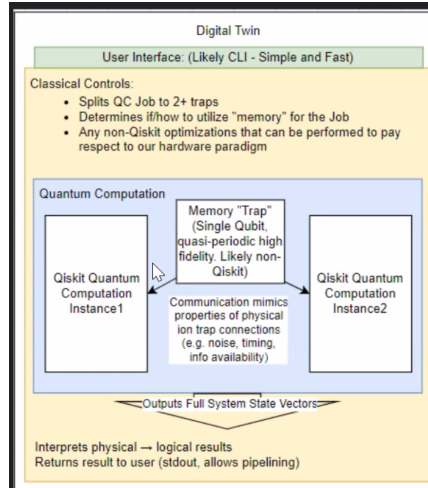 Digital Twin
User Interface: (Likely CLI - Simple and Fast)
Classical Controls:
• Splits QC Job to 2+ traps
• Determines if/how to utilize "memory" for the Job
• Any non-Qiskit optimizations that can be performed to pay
respect to our hardware paradigm
Quantum Computation
Qiskit Quantum
Computation
Instance1
Memory "Trap"
(Single Qubit,
quasi-periodic high
fidelity. Likely non-
Qiskit)
Communication mimics
properties of physical
ion trap connections
(e.g. noise, timing,
info availability)
Qiskit Quantum
Computation
Instance2
Outputs Full System State Vectors
Interprets physical → logical results
Returns result to user (stdout, allows pipelining)